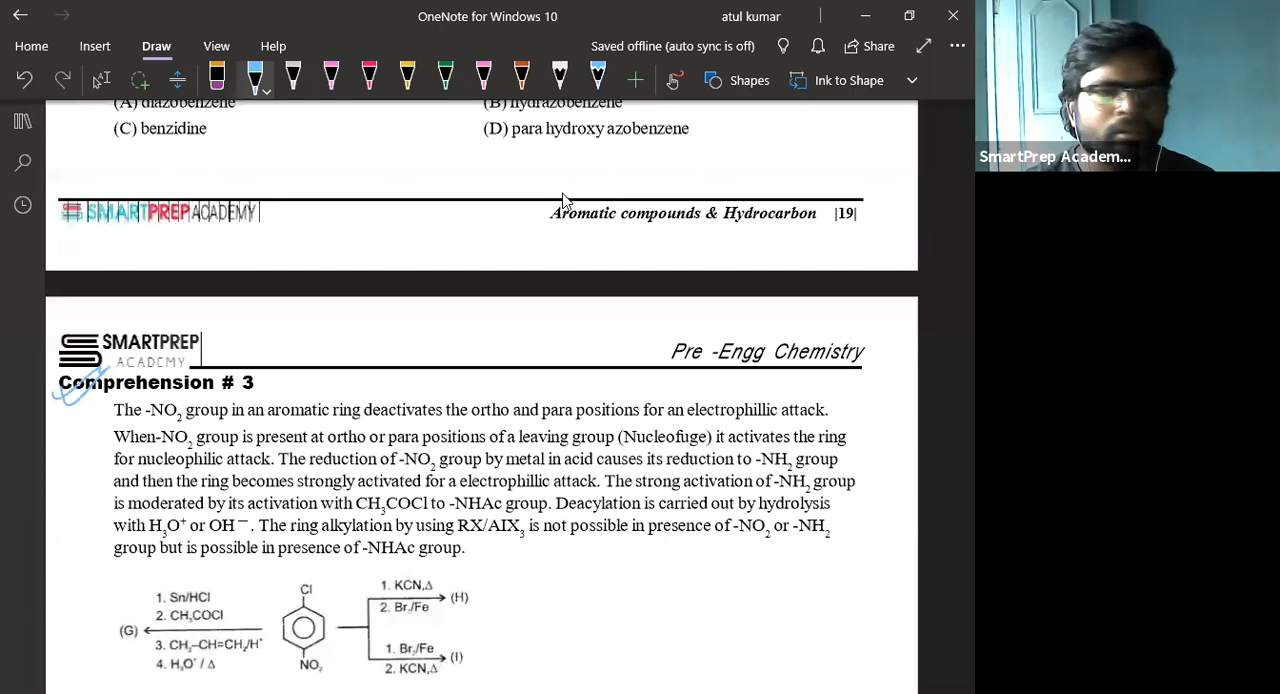 OneNote for Windows 10
atul kumar
Home Insert Draw View Help
Saved offline (auto sync is off)
Share
Shapes
Ink to Shape
(A) diazobenzene (B) hydrazobenzene
(C) benzidine (D) para hydroxy azobenzene
SmartPrep Academ...
SMARTPREP ACADEMY
Aromatic compounds & Hydrocarbon |19|
SMARTPREP
ACADEMY
Pre -Engg Chemistry
Comprehension # 3
The -NO2 group in an aromatic ring deactivates the ortho and para positions for an electrophillic attack.
When-NO2 group is present at ortho or para positions of a leaving group (Nucleofuge) it activates the ring
for nucleophilic attack. The reduction of -NO2 group by metal in acid causes its reduction to -NH2 group
and then the ring becomes strongly activated for a electrophillic attack. The strong activation of -NH2 group
is moderated by its activation with CH3COCl to -NHAc group. Deacylation is carried out by hydrolysis
with H3O+ or OH−. The ring alkylation by using RX/AIX3 is not possible in presence of -NO2 or -NH2
group but is possible in presence of -NHAc group.
1. Sn/HCl
2. CH3COCl
(G)
3. CH3–CH=CH2/H+
4. H3O+ / Δ
Cl
NO2
1. KCN,Δ
2. Br2/Fe
(H)
1. Br2/Fe
2. KCN,Δ
(I)